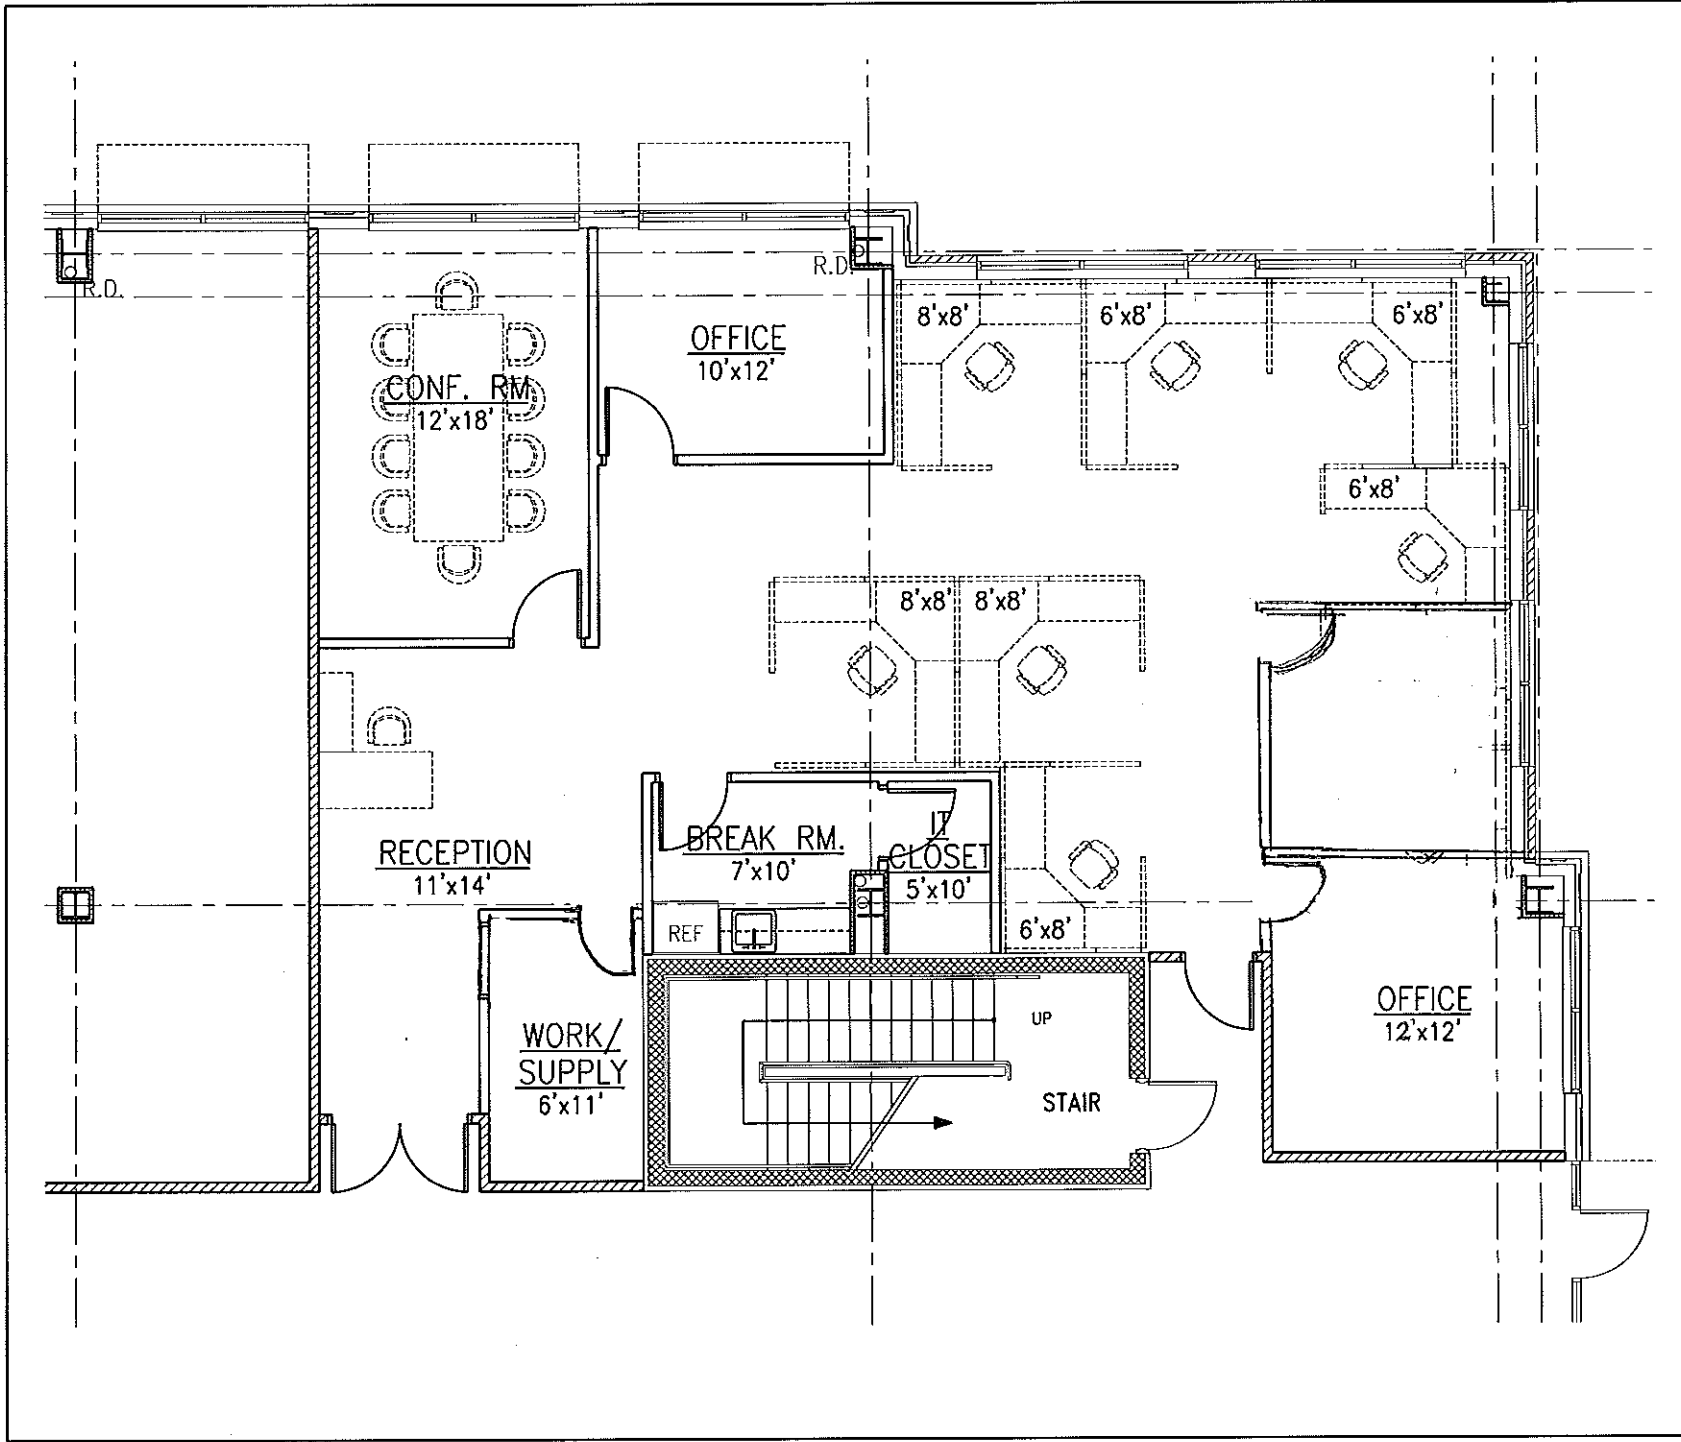 R.D.
R.D.
OFFICE
10'x12'
8'x8'
6'x8'
6'x8'
CONF. RM
12'x18'
6'x8'
8'x8'
8'x8'
RECEPTION
11'x14'
BREAK RM.
7'x10'
IT
CLOSET
5'x10'
REF
6'x8'
WORK/
SUPPLY
6'x11'
UP
STAIR
OFFICE
12'x12'